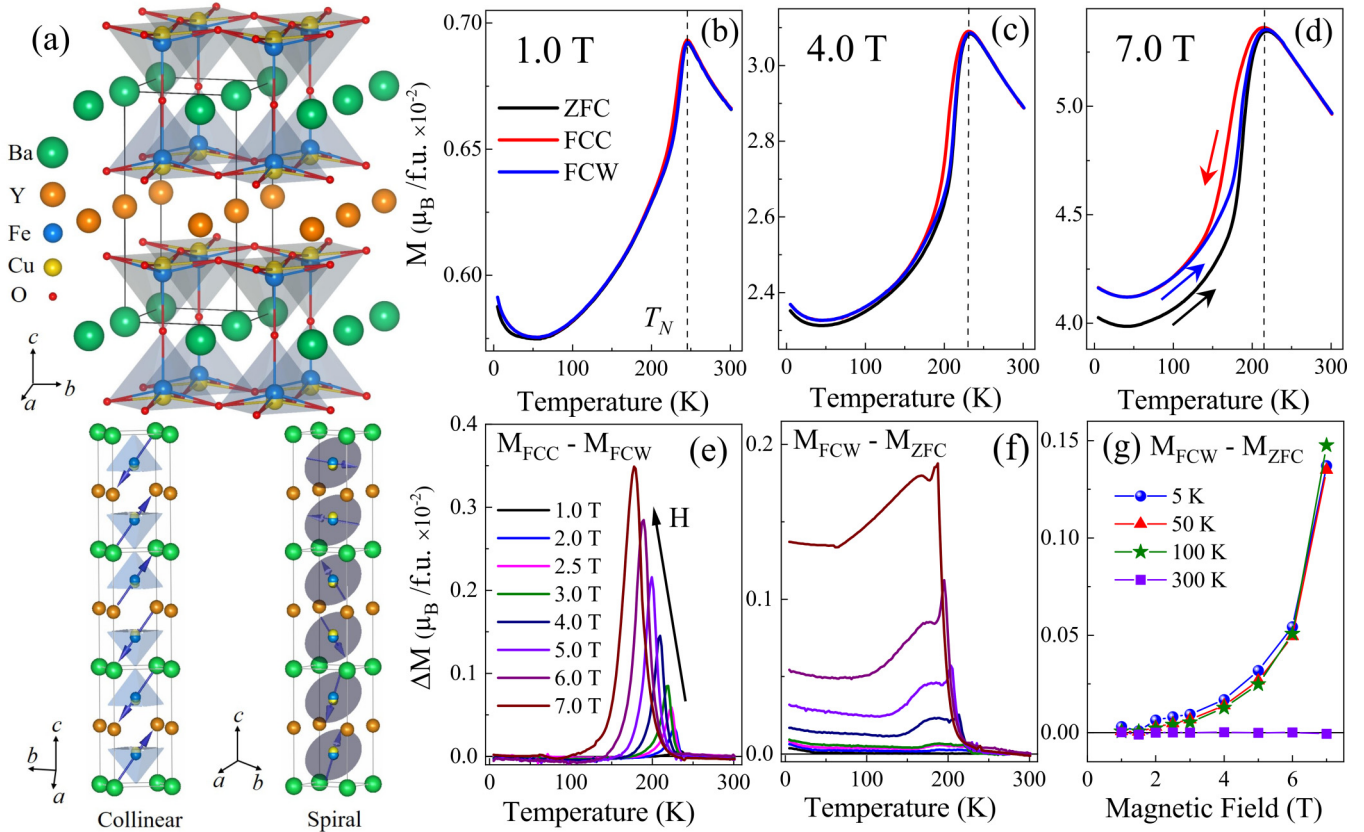 (a)
Ba
Y
Fe
Cu
O
c
b
a
c
b
a
Collinear
c
a
b
Spiral
M (μB /f.u. ×10-2)
0.70
0.65
0.60
(b)
1.0 T
ZFC
FCC
FCW
TN
0 100 200 300
Temperature (K)
3.0
2.8
2.6
2.4
(c)
4.0 T
0 100 200 300
Temperature (K)
5.0
4.5
4.0
(d)
7.0 T
0 100 200 300
Temperature (K)
ΔM (μB /f.u. ×10-2)
0.4
0.3
0.2
0.1
0.0
MFCC - MFCW
(e)
H
1.0 T
2.0 T
2.5 T
3.0 T
4.0 T
5.0 T
6.0 T
7.0 T
0 100 200 300
Temperature (K)
0.2
0.1
0.0
MFCW - MZFC
(f)
0 100 200 300
Temperature (K)
0.15
0.10
0.05
0.00
(g) MFCW - MZFC
5 K
50 K
100 K
300 K
0 2 4 6
Magnetic Field (T)